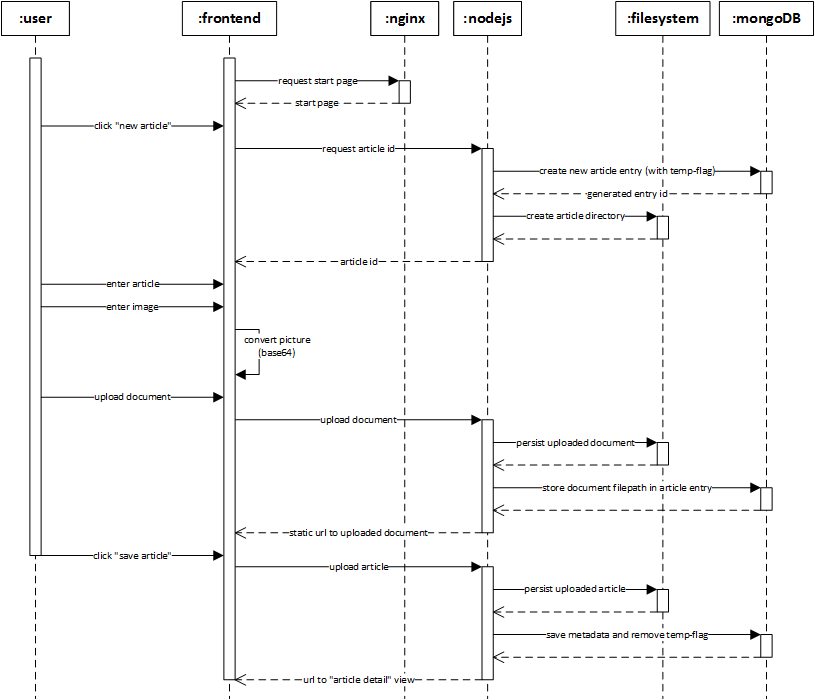 :user
:frontend
:nginx
:nodejs
:filesystem
:mongoDB
request start page
start page
click "new article"
request article id
create new article entry (with temp-flag)
generated entry id
create article directory
article id
enter article
enter image
convert picture
(base64)
upload document
upload document
persist uploaded document
store document filepath in article entry
static url to uploaded document
click "save article"
upload article
persist uploaded article
save metadata and remove temp-flag
url to "article detail" view